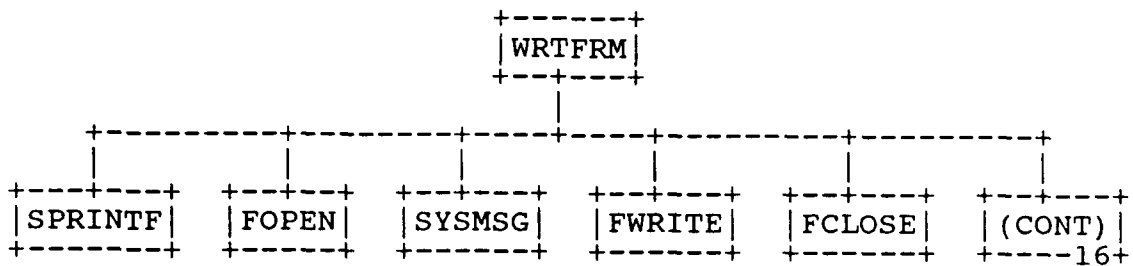 WRTFRM
SPRINTF FOPEN SYSMSG FWRITE FCLOSE (CONT)
16